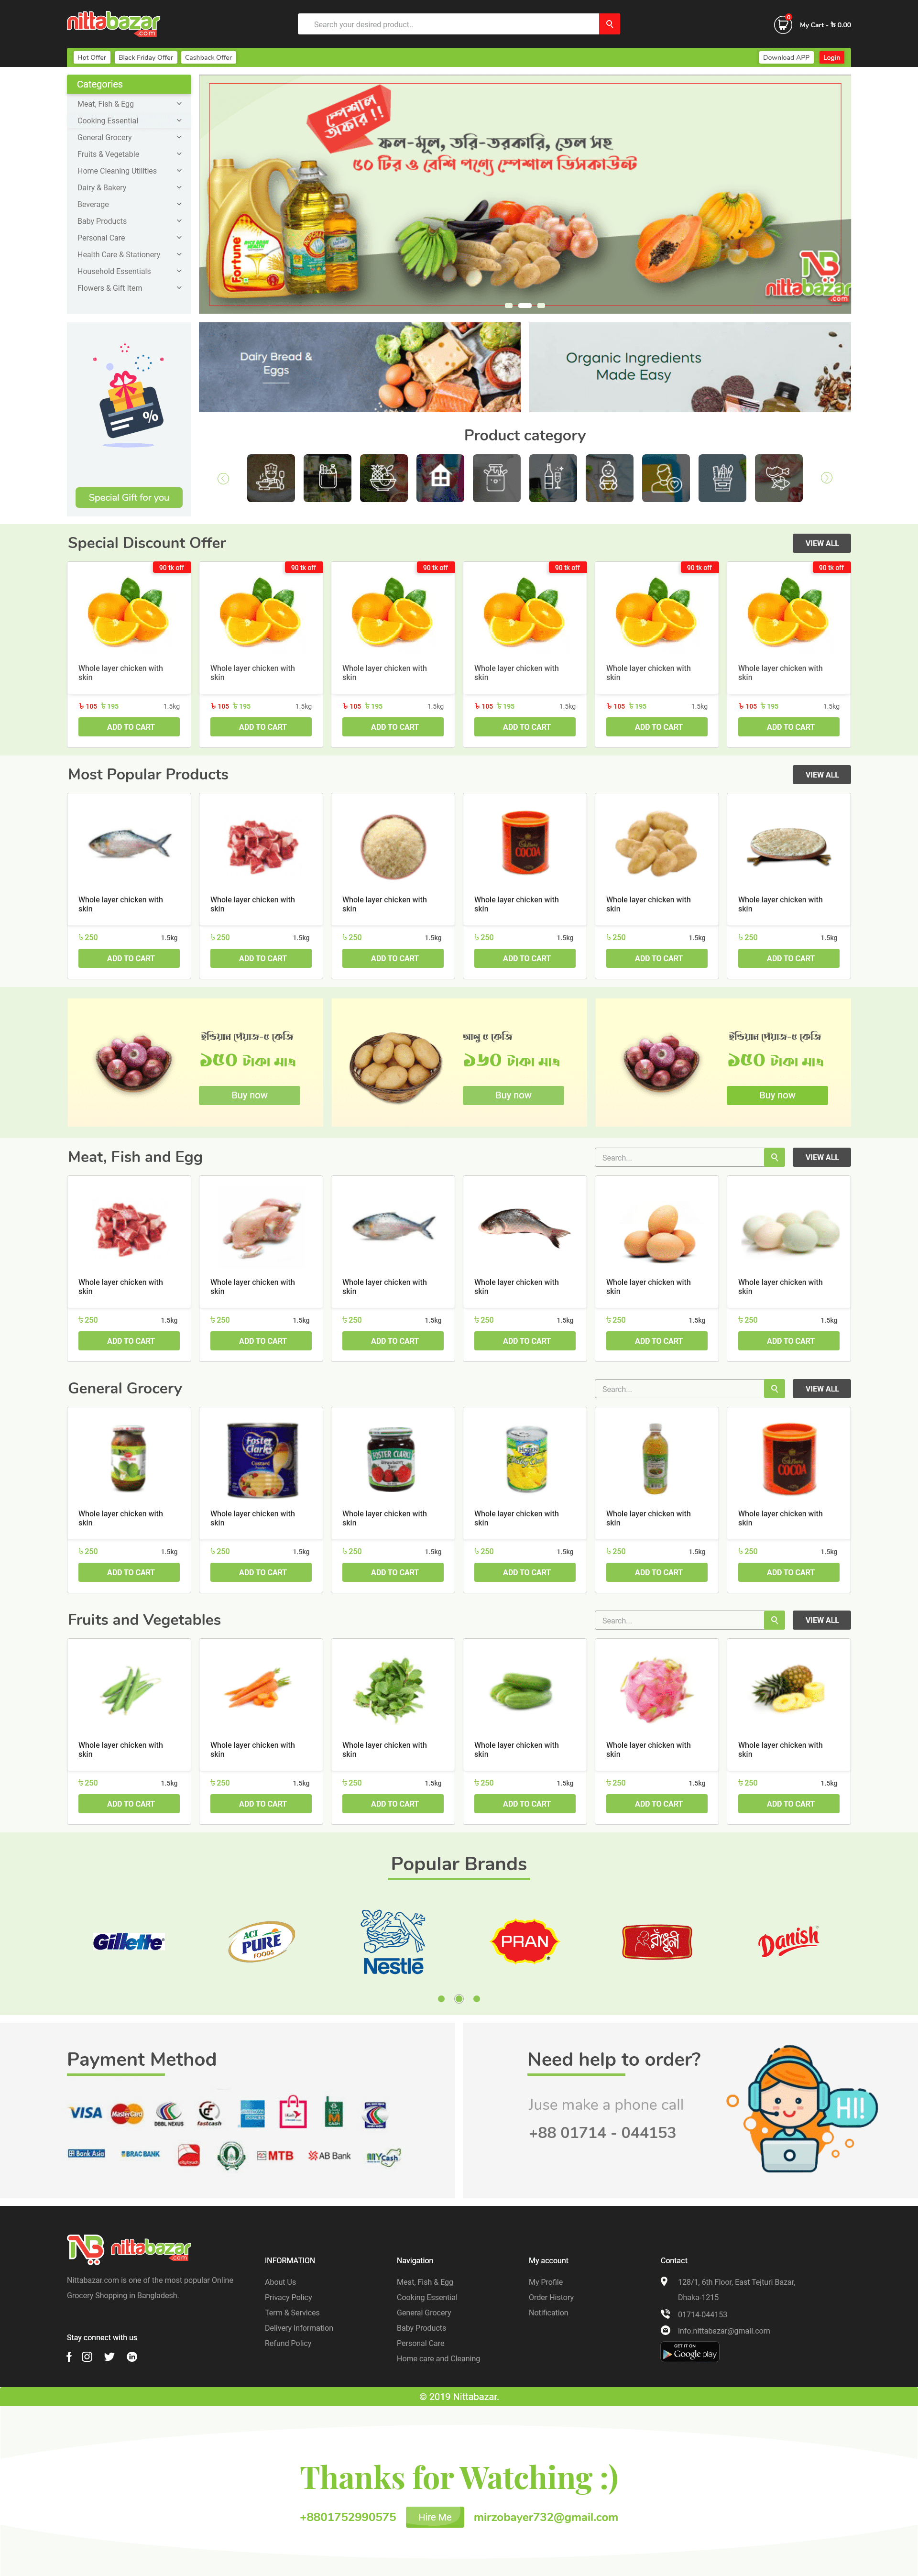 nittabazar
.com
Search your desired product..
0
My Cart - ৳ 0.00
Hot Offer
Black Friday Offer
Cashback Offer
Download APP
Login
Categories
Meat, Fish & Egg
Cooking Essential
General Grocery
Fruits & Vegetable
Home Cleaning Utilities
Dairy & Bakery
Beverage
Baby Products
Personal Care
Health Care & Stationery
Household Essentials
Flowers & Gift Item
স্পেশাল
অফার !!
ফল-মূল, তরি-তরকারি, তেল সহ
৫০ টির ও বেশি পণ্যে স্পেশাল ডিসকাউন্ট
Fortune
RICE BRAN
HEALTH
NB
nittabazar
.com
Special Gift for you
Dairy Bread &
Eggs
Organic Ingredients
Made Easy
Product category
Special Discount Offer
VIEW ALL
90 tk off
90 tk off
90 tk off
90 tk off
90 tk off
90 tk off
Whole layer chicken with
skin
Whole layer chicken with
skin
Whole layer chicken with
skin
Whole layer chicken with
skin
Whole layer chicken with
skin
Whole layer chicken with
skin
৳ 105 ৳ 195 1.5kg
৳ 105 ৳ 195 1.5kg
৳ 105 ৳ 195 1.5kg
৳ 105 ৳ 195 1.5kg
৳ 105 ৳ 195 1.5kg
৳ 105 ৳ 195 1.5kg
ADD TO CART
ADD TO CART
ADD TO CART
ADD TO CART
ADD TO CART
ADD TO CART
Most Popular Products
VIEW ALL
COCOA
Whole layer chicken with
skin
Whole layer chicken with
skin
Whole layer chicken with
skin
Whole layer chicken with
skin
Whole layer chicken with
skin
Whole layer chicken with
skin
৳ 250 1.5kg
৳ 250 1.5kg
৳ 250 1.5kg
৳ 250 1.5kg
৳ 250 1.5kg
৳ 250 1.5kg
ADD TO CART
ADD TO CART
ADD TO CART
ADD TO CART
ADD TO CART
ADD TO CART
ইন্ডিয়ান পেঁয়াজ-৫ কেজি
১৫০ টাকা মাত্র
Buy now
আলু ৫ কেজি
১৬০ টাকা মাত্র
Buy now
ইন্ডিয়ান পেঁয়াজ-৫ কেজি
১৫০ টাকা মাত্র
Buy now
Meat, Fish and Egg
Search...
VIEW ALL
Whole layer chicken with
skin
Whole layer chicken with
skin
Whole layer chicken with
skin
Whole layer chicken with
skin
Whole layer chicken with
skin
Whole layer chicken with
skin
৳ 250 1.5kg
৳ 250 1.5kg
৳ 250 1.5kg
৳ 250 1.5kg
৳ 250 1.5kg
৳ 250 1.5kg
ADD TO CART
ADD TO CART
ADD TO CART
ADD TO CART
ADD TO CART
ADD TO CART
General Grocery
Search...
VIEW ALL
Foster
Clark's
Custard
FOSTER CLARK'S
Strawberry
COCOA
Whole layer chicken with
skin
Whole layer chicken with
skin
Whole layer chicken with
skin
Whole layer chicken with
skin
Whole layer chicken with
skin
Whole layer chicken with
skin
৳ 250 1.5kg
৳ 250 1.5kg
৳ 250 1.5kg
৳ 250 1.5kg
৳ 250 1.5kg
৳ 250 1.5kg
ADD TO CART
ADD TO CART
ADD TO CART
ADD TO CART
ADD TO CART
ADD TO CART
Fruits and Vegetables
Search...
VIEW ALL
Whole layer chicken with
skin
Whole layer chicken with
skin
Whole layer chicken with
skin
Whole layer chicken with
skin
Whole layer chicken with
skin
Whole layer chicken with
skin
৳ 250 1.5kg
৳ 250 1.5kg
৳ 250 1.5kg
৳ 250 1.5kg
৳ 250 1.5kg
৳ 250 1.5kg
ADD TO CART
ADD TO CART
ADD TO CART
ADD TO CART
ADD TO CART
ADD TO CART
Popular Brands
Gillette
ACI
PURE
FOODS
Nestlé
PRAN
রাঁধুনী
Danish
Payment Method
VISA
MasterCard
DBBL NEXUS
fastcash
AMERICAN EXPRESS
M CASH
Bank Asia
BRAC BANK
MTB
AB Bank
MYCash
Need help to order?
Juse make a phone call
+88 01714 - 044153
HI!
NB nittabazar
.com
Nittabazar.com is one of the most popular Online
Grocery Shopping in Bangladesh.
Stay connect with us
INFORMATION
About Us
Privacy Policy
Term & Services
Delivery Information
Refund Policy
Navigation
Meat, Fish & Egg
Cooking Essential
General Grocery
Baby Products
Personal Care
Home care and Cleaning
My account
My Profile
Order History
Notification
Contact
128/1, 6th Floor, East Tejturi Bazar,
Dhaka-1215
01714-044153
info.nittabazar@gmail.com
GET IT ON
Google play
© 2019 Nittabazar.
Thanks for Watching :)
+8801752990575
Hire Me
mirzobayer732@gmail.com